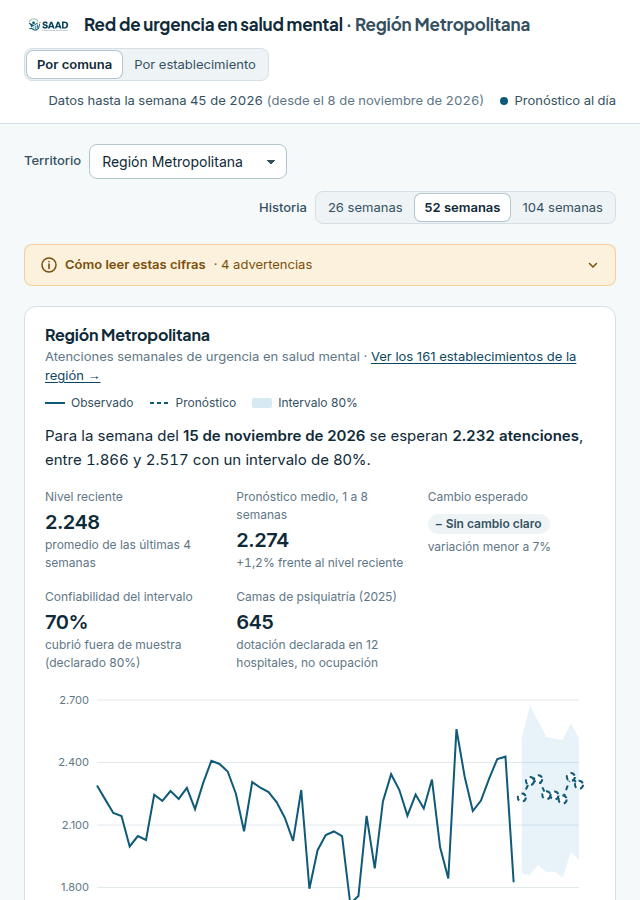 SAAD
Red de urgencia en salud mental · Región Metropolitana
Por comuna
Por establecimiento
Datos hasta la semana 45 de 2026 (desde el 8 de noviembre de 2026)
Pronóstico al día
Territorio
Región Metropolitana
Historia
26 semanas
52 semanas
104 semanas
Cómo leer estas cifras · 4 advertencias
Región Metropolitana
Atenciones semanales de urgencia en salud mental · Ver los 161 establecimientos de la
región →
Observado
Pronóstico
Intervalo 80%
Para la semana del 15 de noviembre de 2026 se esperan 2.232 atenciones,
entre 1.866 y 2.517 con un intervalo de 80%.
Nivel reciente
2.248
promedio de las últimas 4
semanas
Pronóstico medio, 1 a 8
semanas
2.274
+1,2% frente al nivel reciente
Cambio esperado
– Sin cambio claro
variación menor a 7%
Confiabilidad del intervalo
70%
cubrió fuera de muestra
(declarado 80%)
Camas de psiquiatría (2025)
645
dotación declarada en 12
hospitales, no ocupación
2.700
2.400
2.100
1.800